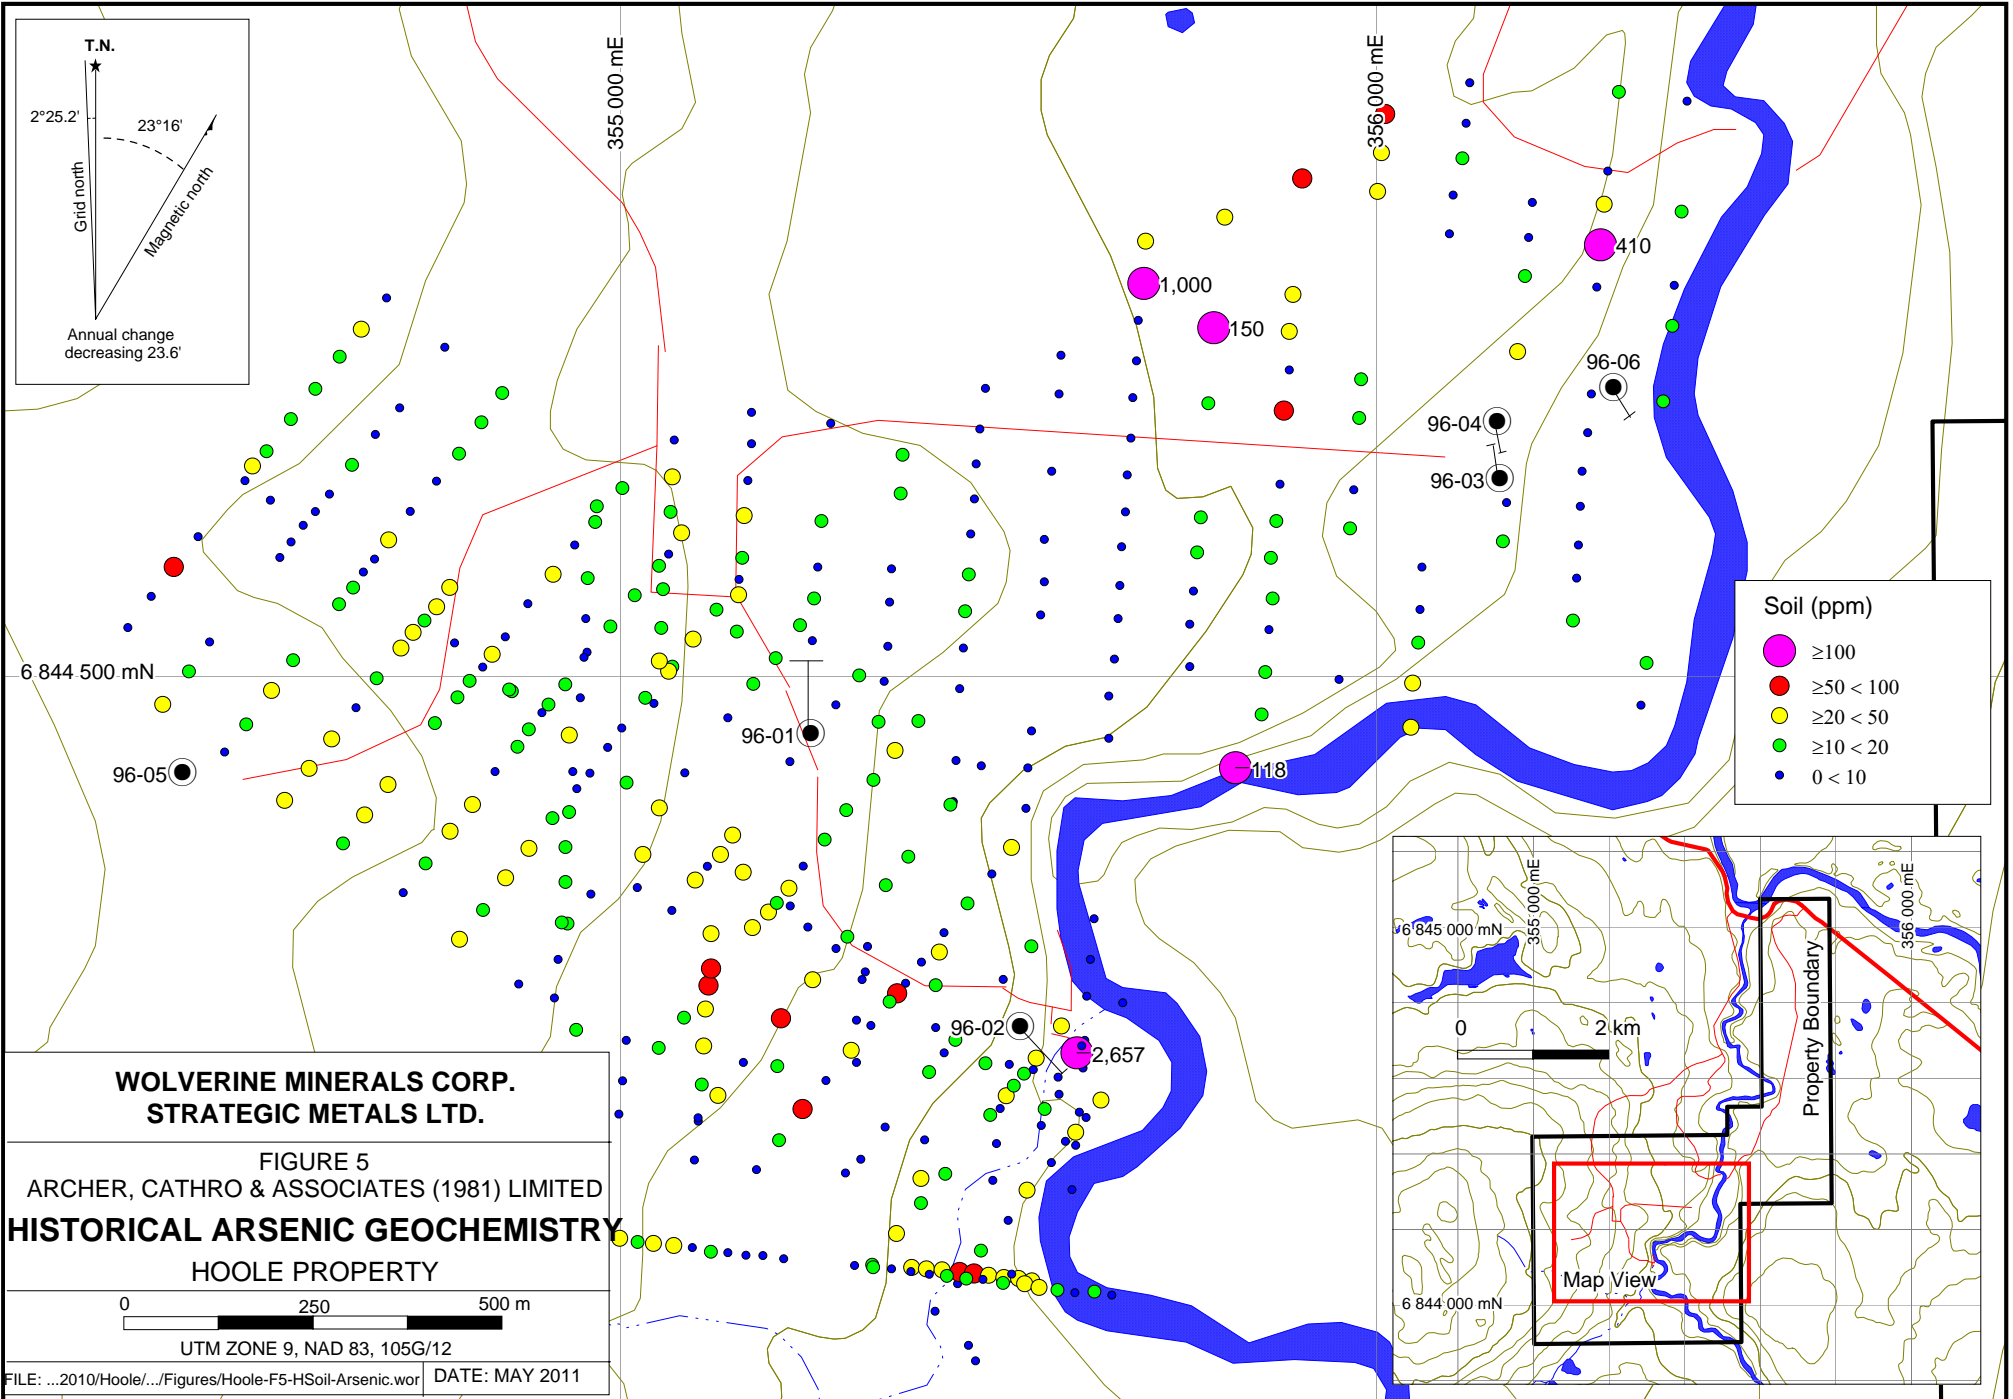 T.N.
2°25.2'
23°16'
Grid north
Magnetic north
Annual change
decreasing 23.6'
355 000 mE
356 000 mE
410
1,000
150
96-06
96-04
96-03
6 844 500 mN
96-01
96-05
118
96-02
2,657
Soil (ppm)
≥100
≥50 < 100
≥20 < 50
≥10 < 20
0 < 10
355 000 mE
356 000 mE
6 845 000 mN
0 2 km
Property Boundary
Map View
6 844 000 mN
WOLVERINE MINERALS CORP.
STRATEGIC METALS LTD.
FIGURE 5
ARCHER, CATHRO & ASSOCIATES (1981) LIMITED
HISTORICAL ARSENIC GEOCHEMISTRY
HOOLE PROPERTY
0 250 500 m
UTM ZONE 9, NAD 83, 105G/12
FILE: ...2010/Hoole/.../Figures/Hoole-F5-HSoil-Arsenic.wor
DATE: MAY 2011